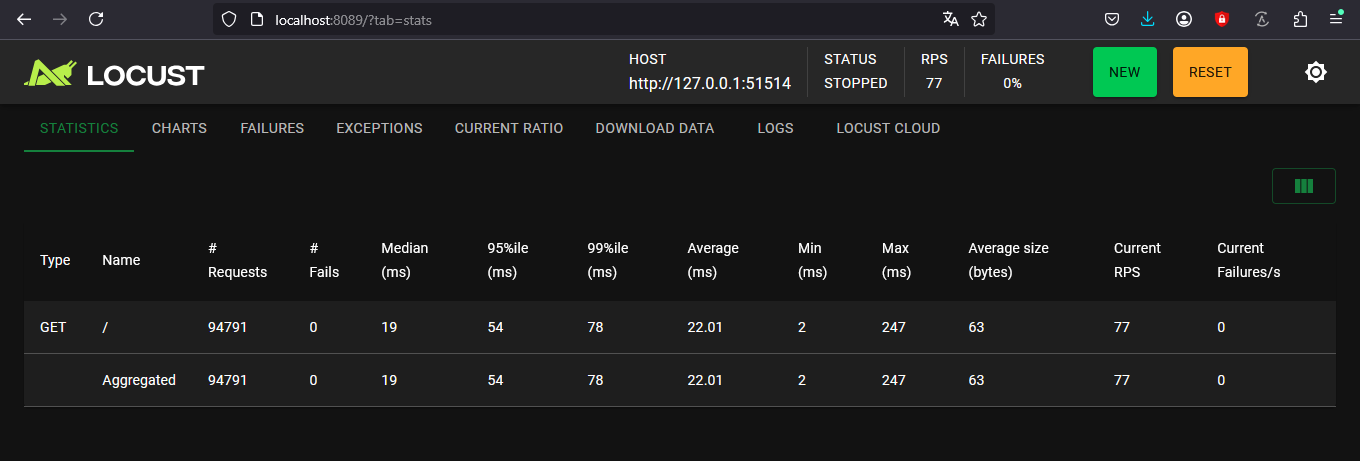 localhost:8089/?tab=stats
LOCUST
HOST
http://127.0.0.1:51514
STATUS
STOPPED
RPS
77
FAILURES
0%
NEW
RESET
STATISTICS CHARTS FAILURES EXCEPTIONS CURRENT RATIO DOWNLOAD DATA LOGS LOCUST CLOUD
Type Name # Requests # Fails Median (ms) 95%ile (ms) 99%ile (ms) Average (ms) Min (ms) Max (ms) Average size (bytes) Current RPS Current Failures/s
GET / 94791 0 19 54 78 22.01 2 247 63 77 0
Aggregated 94791 0 19 54 78 22.01 2 247 63 77 0